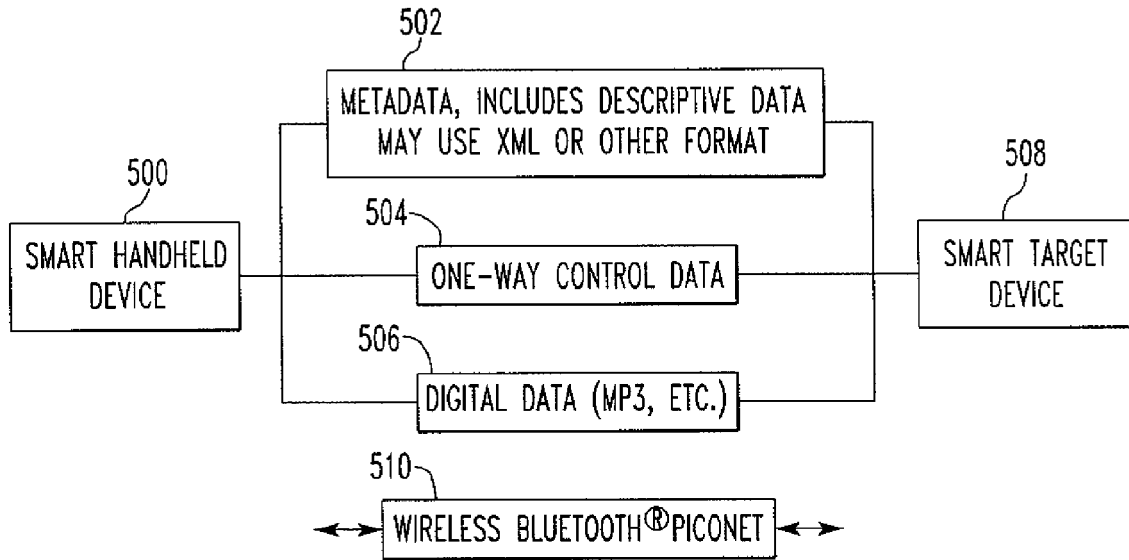 502
METADATA, INCLUDES DESCRIPTIVE DATA
MAY USE XML OR OTHER FORMAT
500
SMART HANDHELD
DEVICE
504
ONE-WAY CONTROL DATA
508
SMART TARGET
DEVICE
506
DIGITAL DATA (MP3, ETC.)
510
WIRELESS BLUETOOTH® PICONET